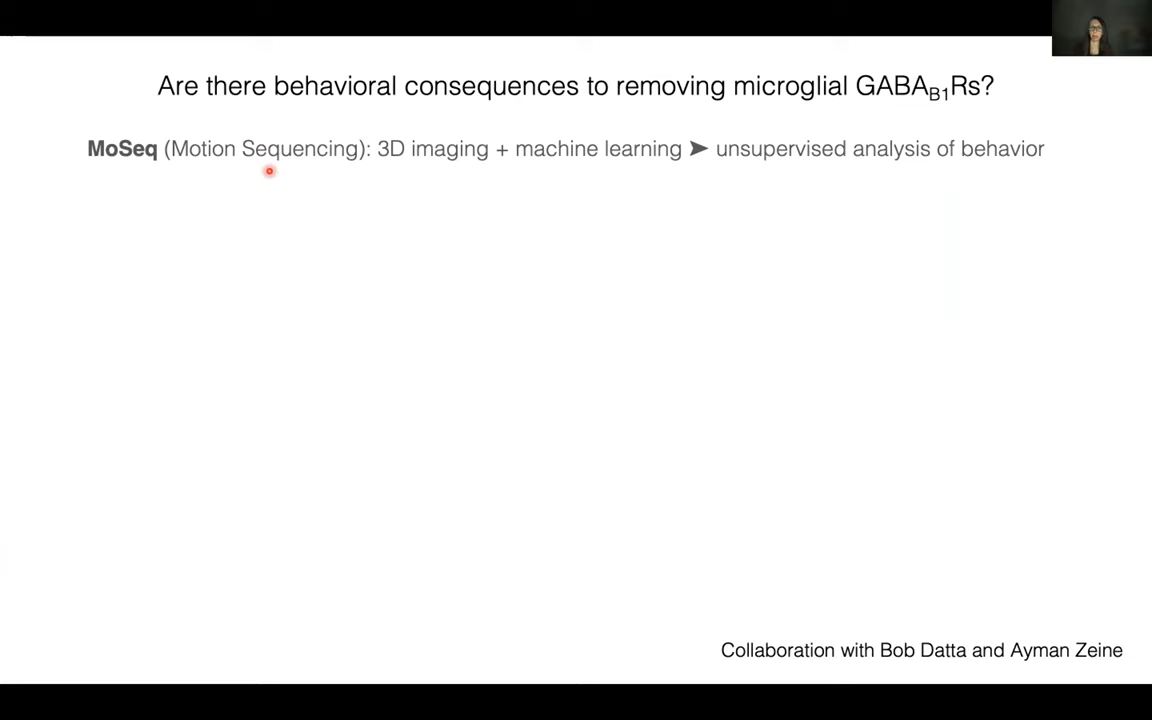 Are there behavioral consequences to removing microglial GABAB1Rs?
MoSeq (Motion Sequencing): 3D imaging + machine learning ➤ unsupervised analysis of behavior
Collaboration with Bob Datta and Ayman Zeine